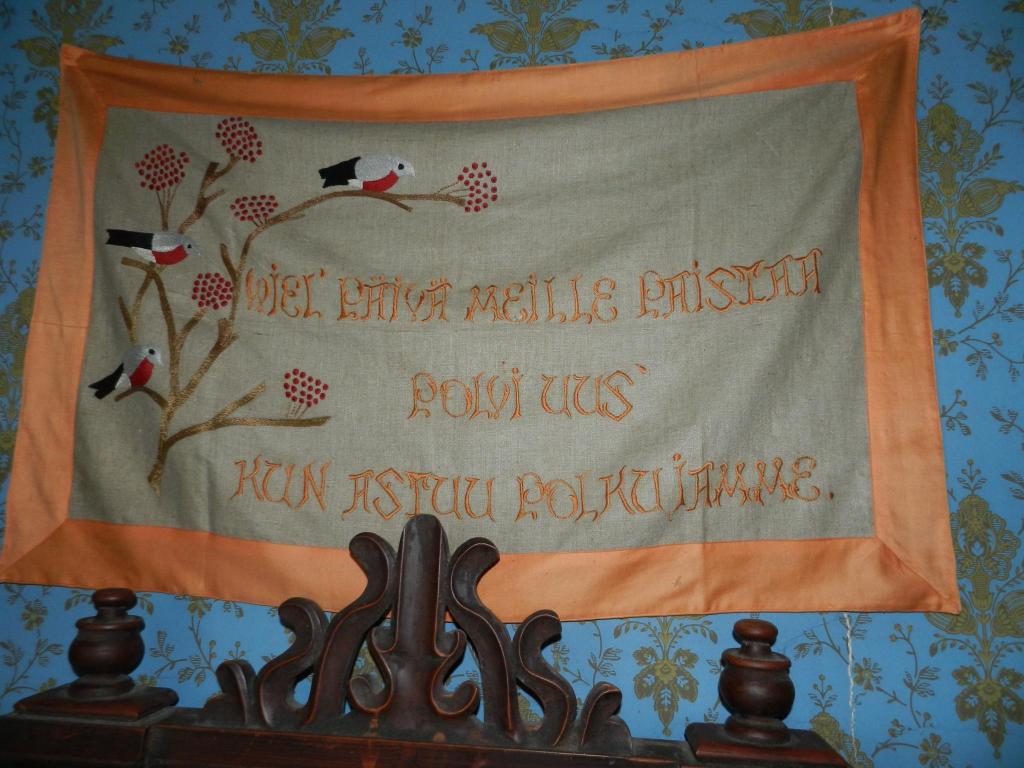 WIEL' PÄIVÄ MEILLE PAISTAA
POLVI UUS'
KUN ASTUU POLKUJAMME.